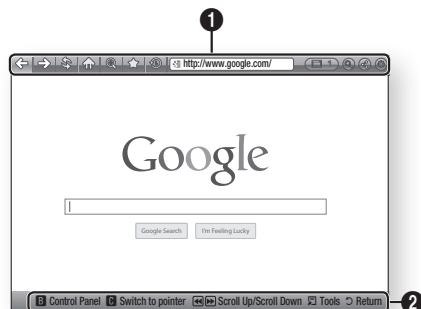 1
http://www.google.com/
1
Google
Google Search I'm Feeling Lucky
B Control Panel C Switch to pointer Scroll Up/Scroll Down Tools Return
2